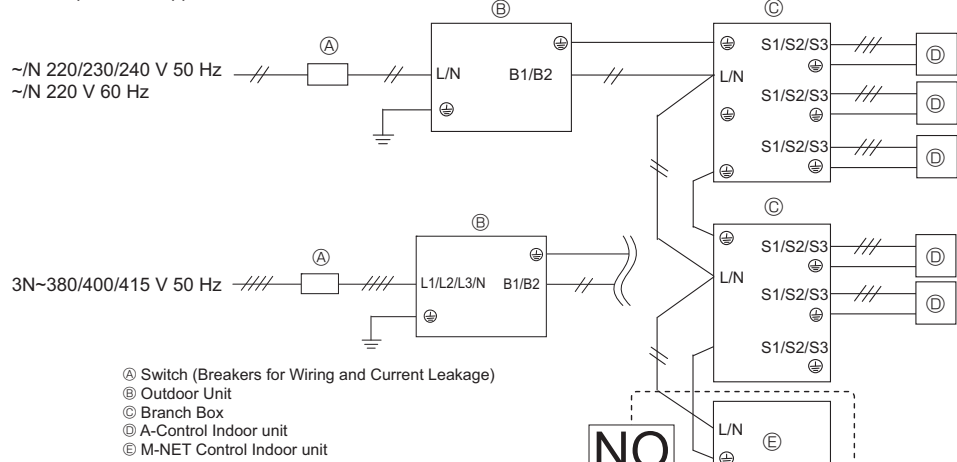 Ⓑ
Ⓒ
Ⓐ
~/N 220/230/240 V 50 Hz
~/N 220 V 60 Hz
L/N
B1/B2
L/N
S1/S2/S3
Ⓓ
S1/S2/S3
Ⓓ
S1/S2/S3
Ⓓ
Ⓑ
Ⓒ
Ⓐ
3N~380/400/415 V 50 Hz
L1/L2/L3/N
B1/B2
L/N
S1/S2/S3
Ⓓ
S1/S2/S3
Ⓓ
S1/S2/S3
Ⓐ Switch (Breakers for Wiring and Current Leakage)
Ⓑ Outdoor Unit
Ⓒ Branch Box
Ⓓ A-Control Indoor unit
Ⓔ M-NET Control Indoor unit
NO
L/N
Ⓔ